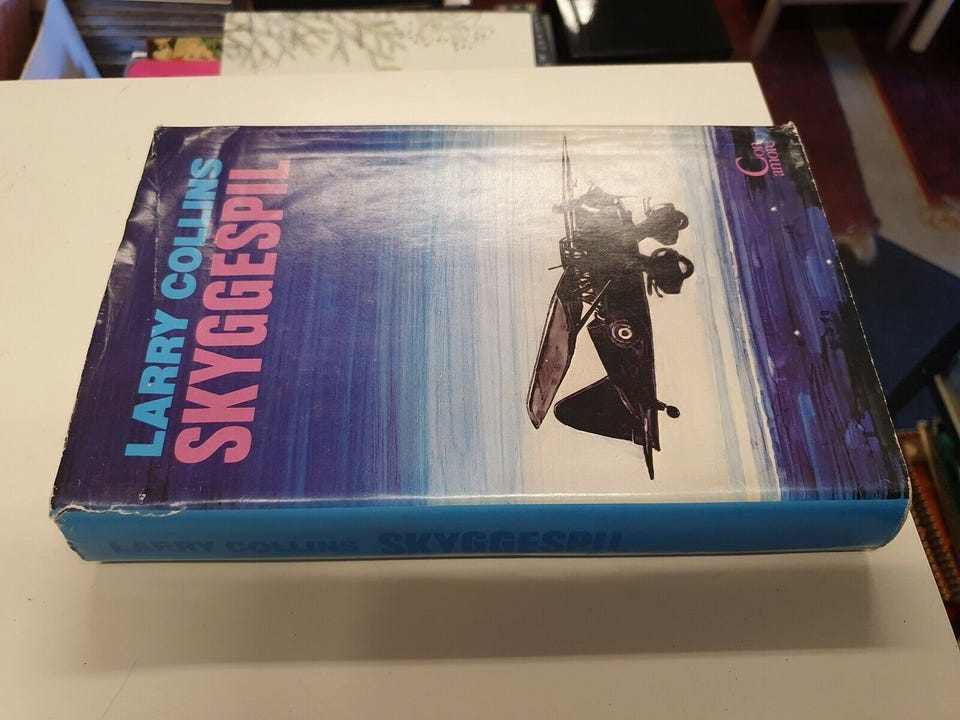 LARRY COLLINS
SKYGGESPIL
Con
amore
LARRY COLLINS SKYGGESPIL